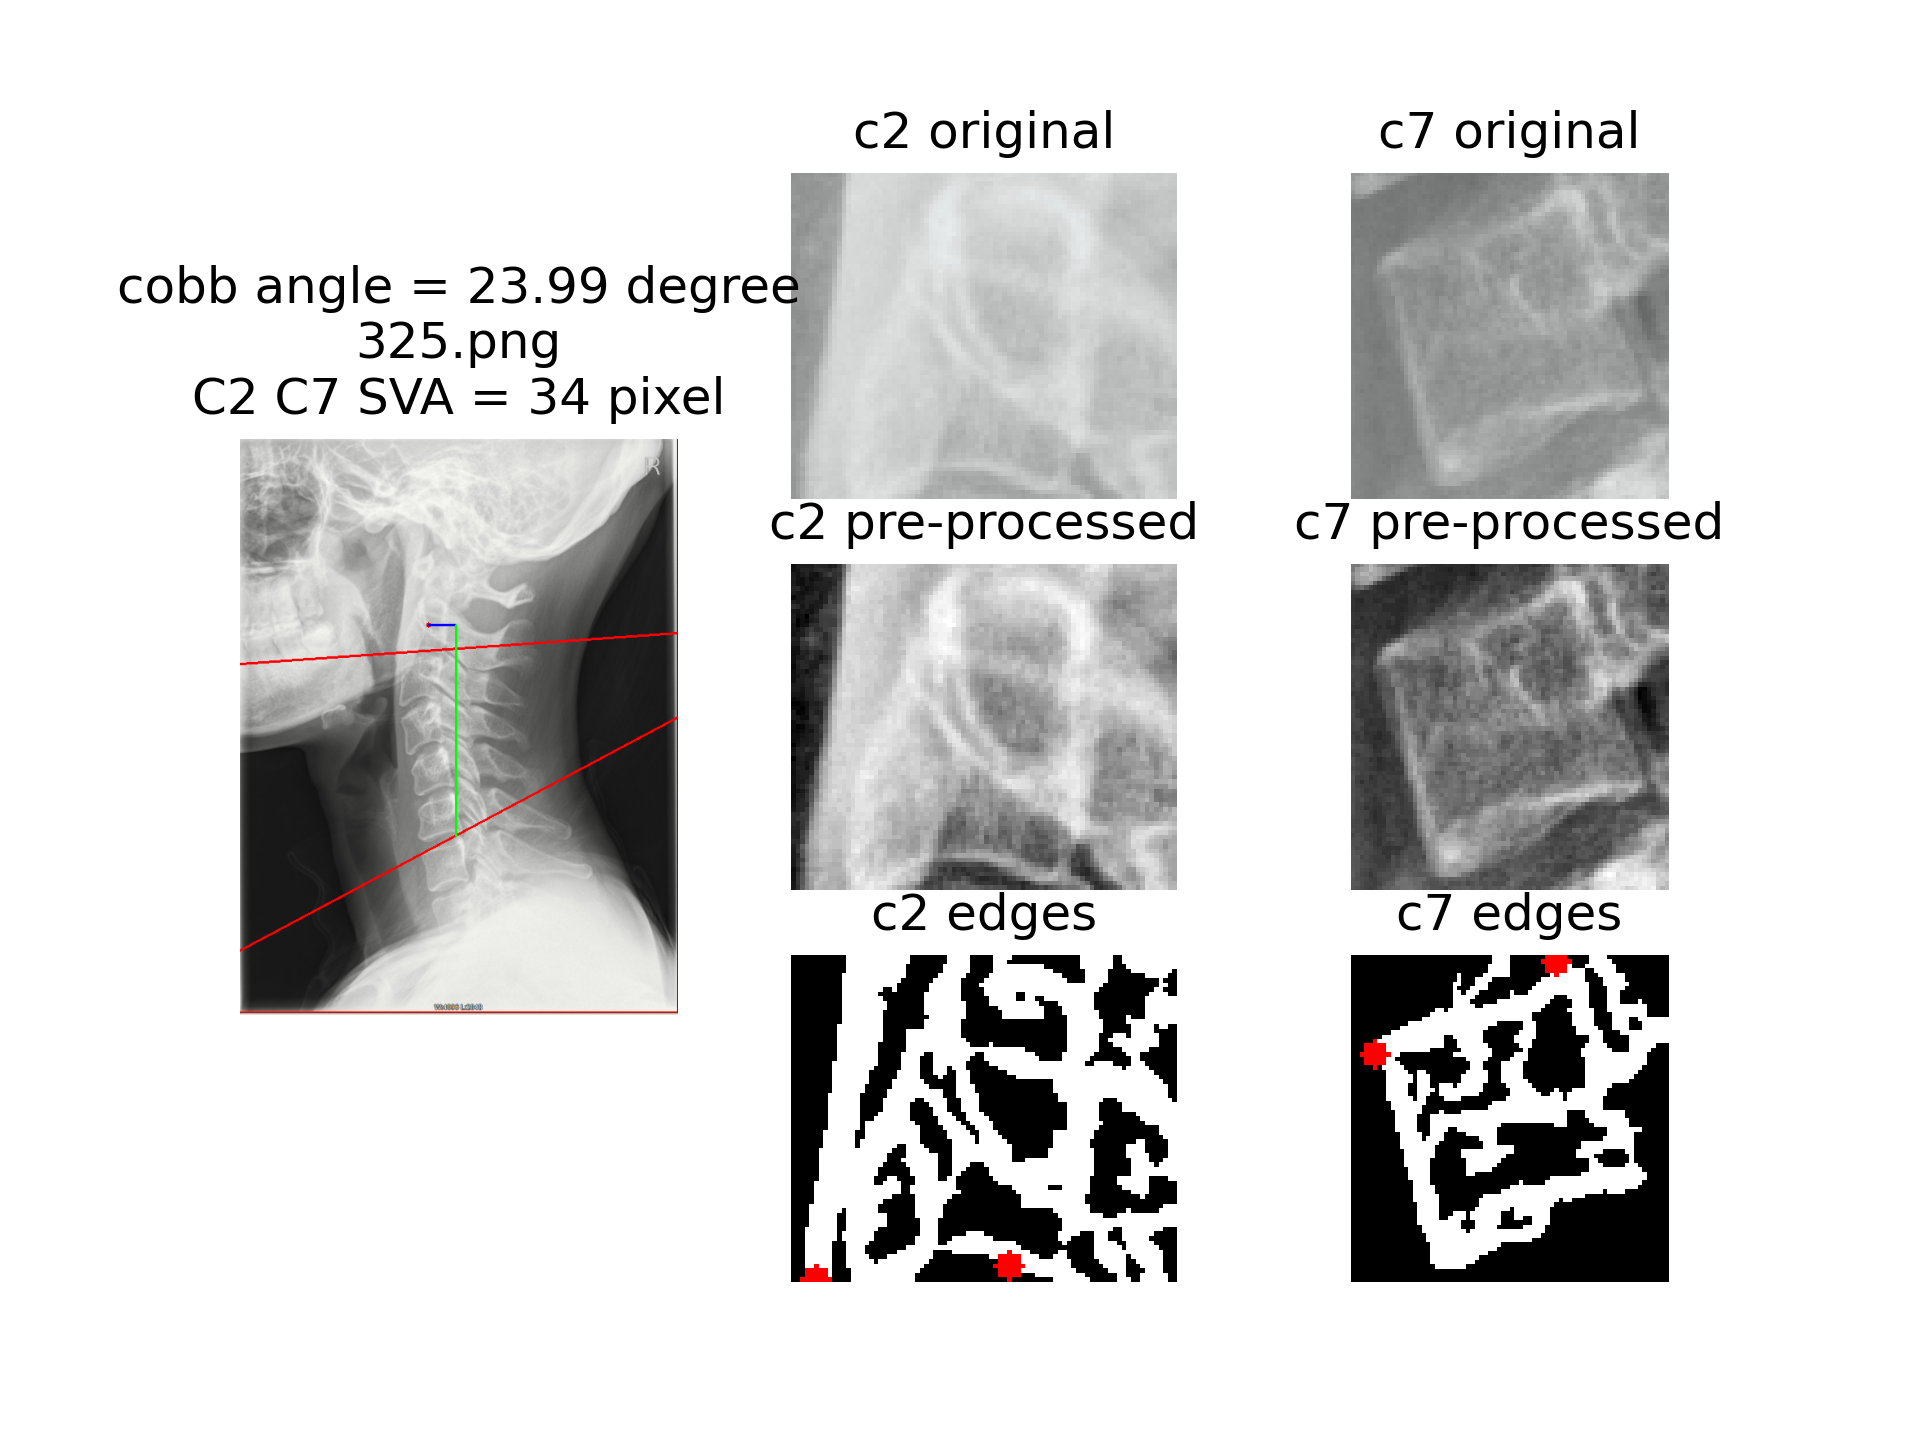 cobb angle = 23.99 degree
325.png
C2 C7 SVA = 34 pixel
R
c2 original
c7 original
c2 pre-processed
c7 pre-processed
c2 edges
c7 edges